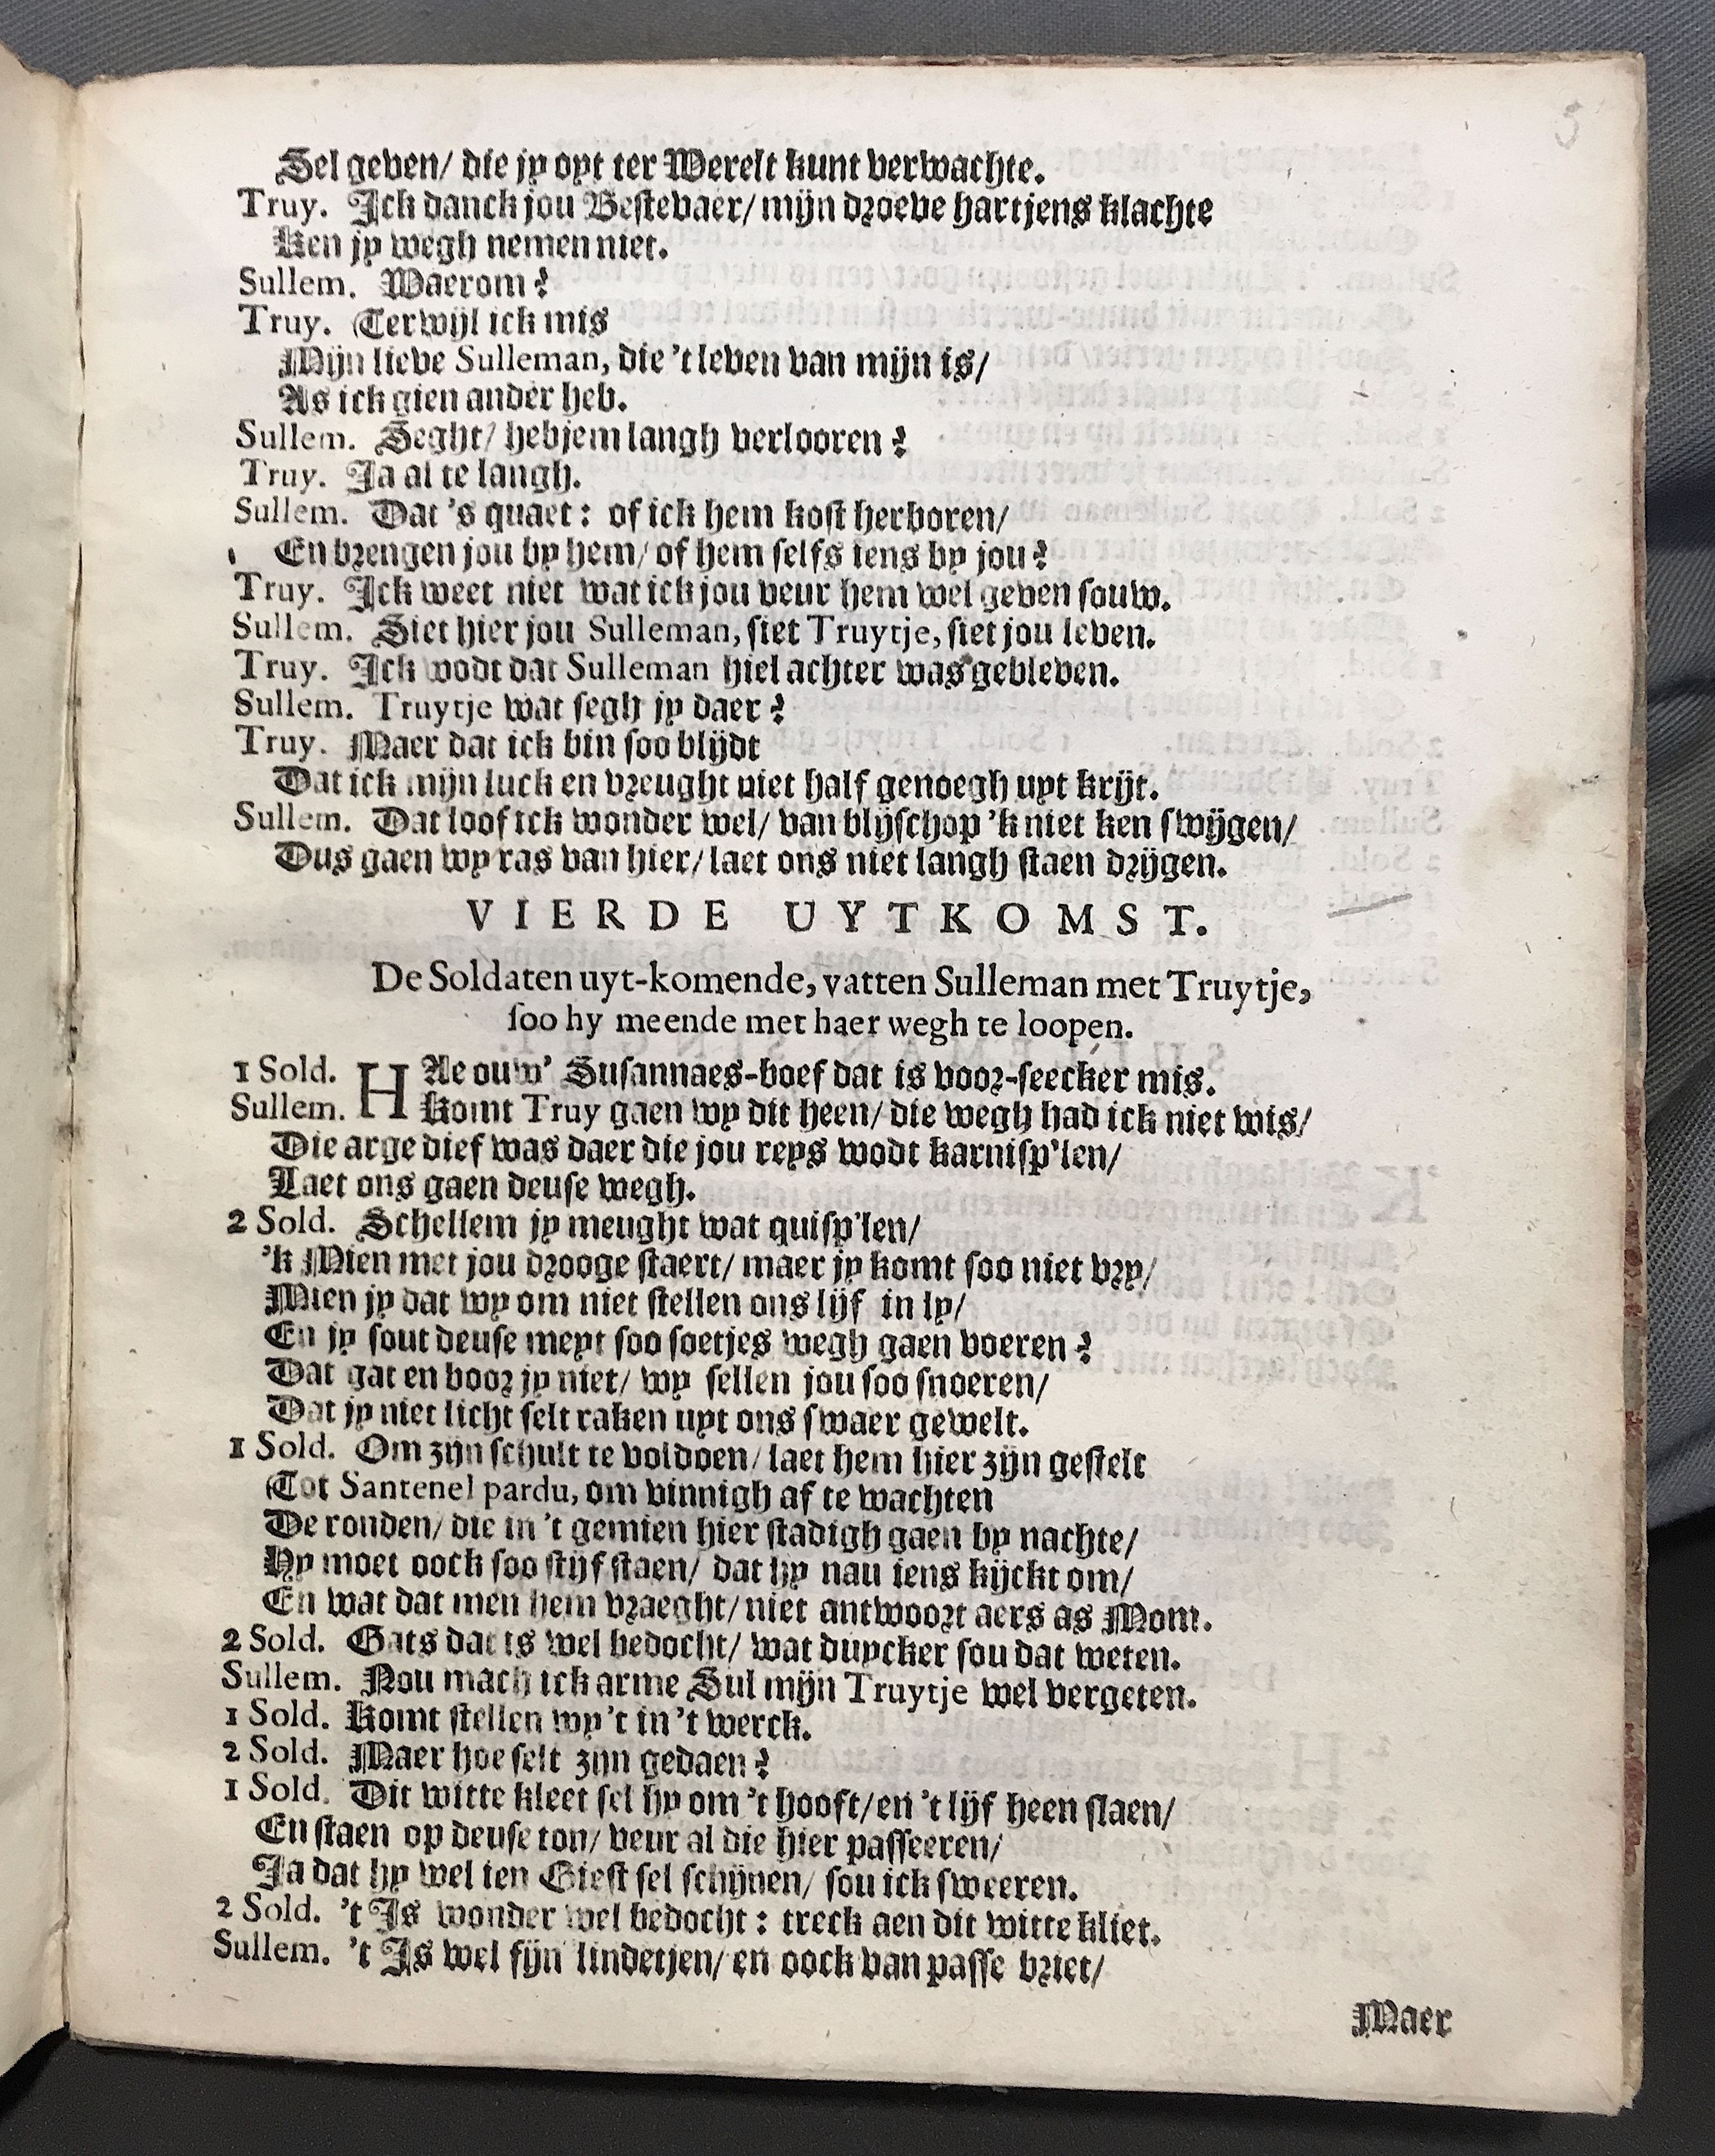 5
Sel geven/ die jy oyt ter Werelt kunt verwachte.
Truy. Ick danck jou Bestevaer/ mijn droeve hartjens klachte
Ken jy wegh nemen niet.
Sullem. Waerom?
Truy. Terwijl ick mis
Mijn lieve Sulleman, die 't leven van mijn is/
As ick gien ander heb.
Sullem. Seght/ hebjem langh verlooren?
Truy. Ja al te langh.
Sullem. Dat 's quaet: of ick hem kost herboren/
En brengen jou by hem/ of hem selfs iens by jou?
Truy. Ick weet niet wat ick jou veur hem wel geven souw.
Sullem. Siet hier jou Sulleman, siet Truytje, siet jou leven.
Truy. Ick wodt dat Sulleman hiel achter was gebleven.
Sullem. Truytje wat segh jy daer?
Truy. Maer dat ick bin soo blijdt
Dat ick mijn luck en vreught niet half genoegh uyt krijt.
Sullem. Dat loof ick wonder wel/ van blijschop 'k niet ken swijgen/
Dus gaen wy ras van hier/ laet ons niet langh staen drijgen.
VIERDE UYTKOMST.
De Soldaten uyt-komende, vatten Sulleman met Truytje,
soo hy meende met haer wegh te loopen.
1 Sold. HAe ouw' Susannaes-boef dat is voor-seecker mis.
Sullem. Komt Truy gaen wy dit heen/ die wegh had ick niet wis/
Die arge dief was daer die jou reys wodt karnisp'len/
Laet ons gaen deuse wegh.
2 Sold. Schellem jy meught wat quisp'len/
'k Mien met jou drooge staert/ maer jy komt soo niet vry/
Mien jy dat wy om niet stellen ons lijf in ly/
En jy sout deuse meyt soo soetjes wegh gaen voeren?
Dat gat en boor jy niet/ wy sellen jou soo snoeren/
Dat jy niet licht selt raken uyt ons swaer gewelt.
1 Sold. Om zijn schult te voldoen/ laet hem hier zijn gestelt
Tot Santenel pardu, om vinnigh af te wachten
De ronden/ die in 't gemien hier stadigh gaen by nachte/
Hy moet oock soo stijf staen/ dat hy nau iens kijckt om/
En wat dat men hem vraeght/ niet antwoort aers as Mom.
2 Sold. Gats dat is wel bedocht/ wat duycker sou dat weten.
Sullem. Nou mach ick arme Sul mijn Truytje wel vergeten.
1 Sold. Komt stellen wy 't in 't werck.
2 Sold. Maer hoe selt zijn gedaen?
1 Sold. Dit witte kleet sel hy om 't hooft/ en 't lijf heen slaen/
En staen op deuse ton/ veur al die hier passeeren/
Ja dat hy wel ien Giest sel schijnen/ sou ick sweeren.
2 Sold. 't Is wonder wel bedocht: treck aen dit witte kliet.
Sullem. 't Is wel fijn lindetjen/ en oock van passe vriet/
Maer